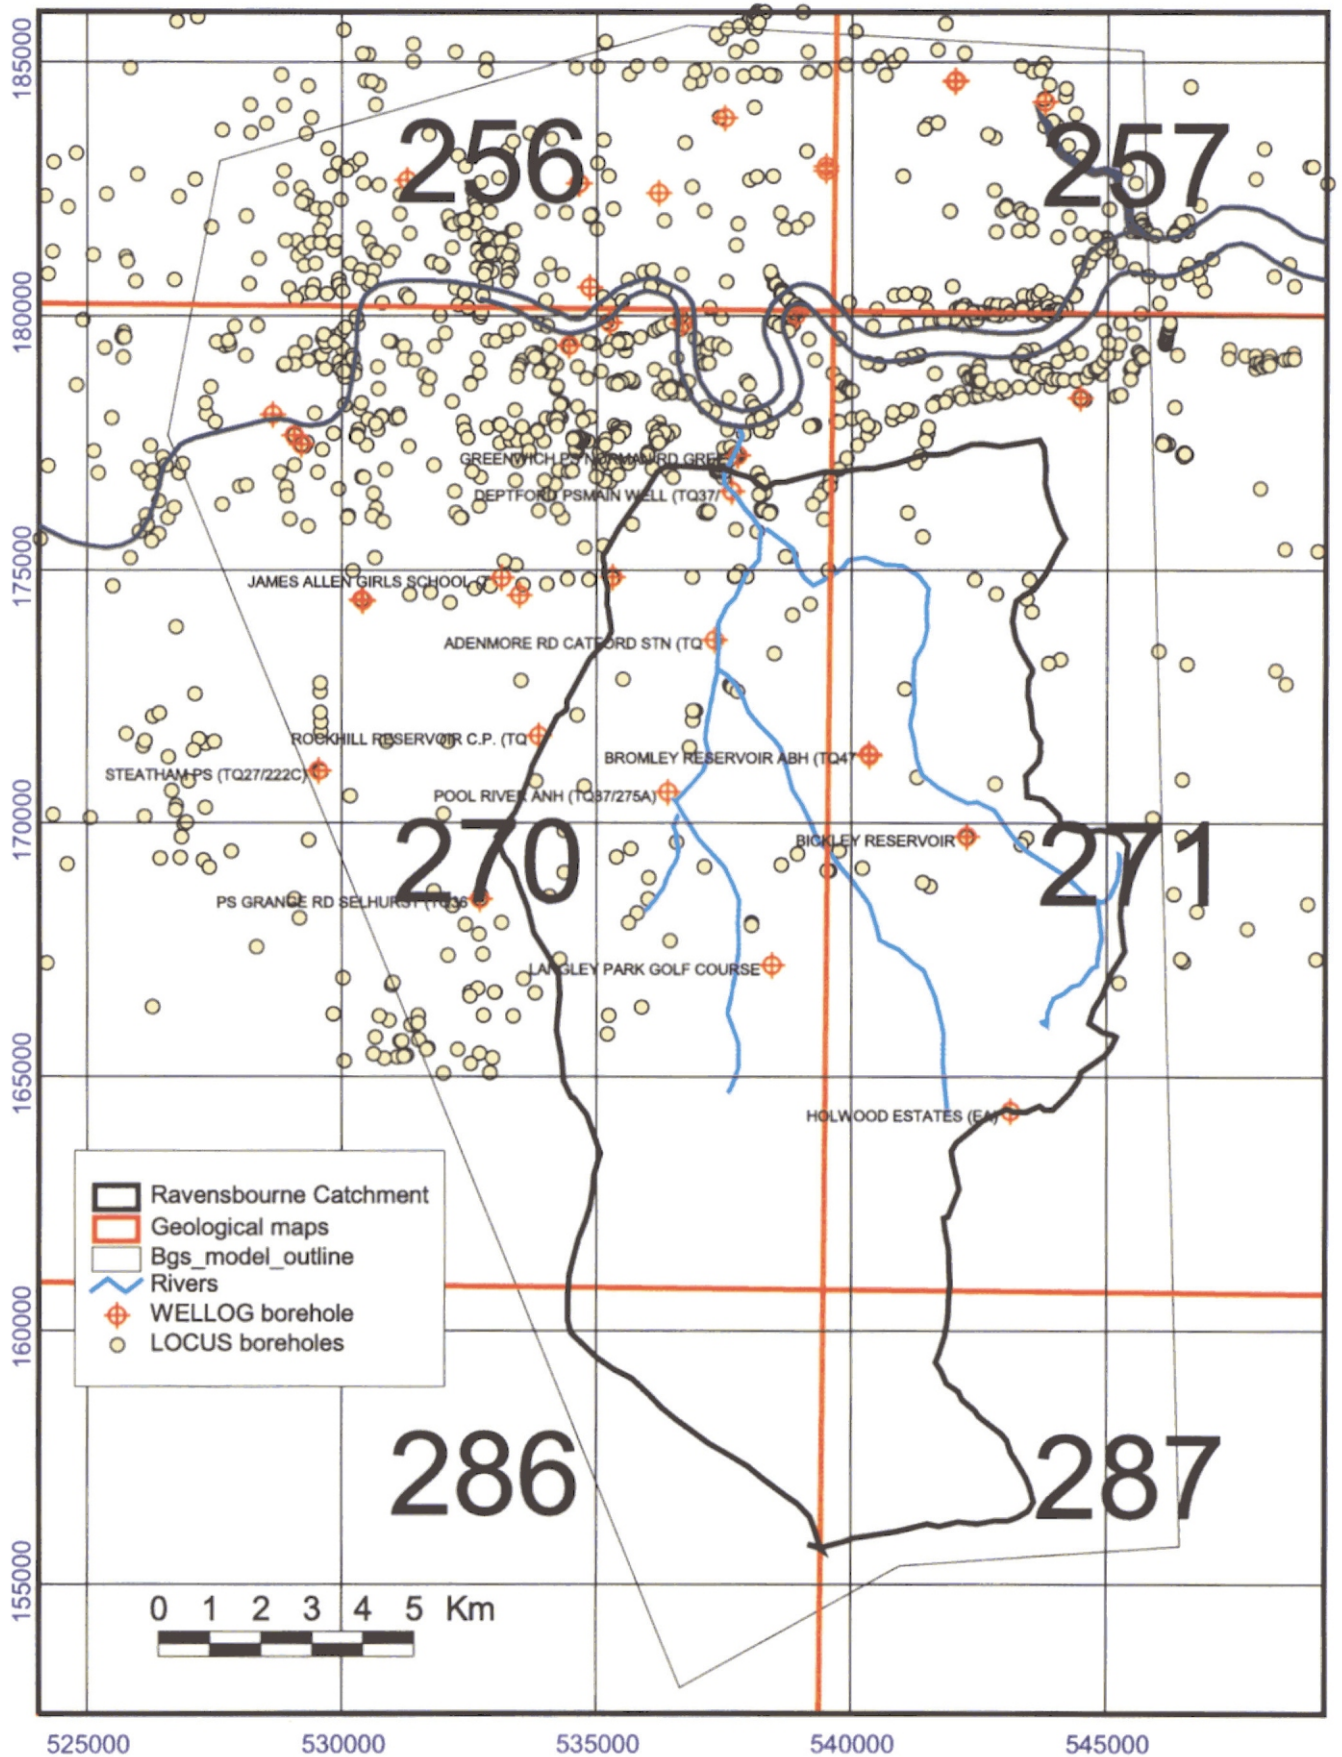 185000
256
257
180000
GREENWICH PS NORMAN RD GREE
DEPTFORD PSMAIN WELL (TQ37/
175000
JAMES ALLEN GIRLS SCHOOL (T
ADENMORE RD CATFORD STN (TQ
ROCKHILL RESERVOIR C.P. (TQ
BROMLEY RESERVOIR ABH (TQ47
STEATHAM PS (TQ27/222C)
POOL RIVER ANH (TQ37/275A)
170000
BICKLEY RESERVOIR
270
271
PS GRANGE RD SELHURST (TQ36
LANGLEY PARK GOLF COURSE
165000
HOLWOOD ESTATES (EA)
Ravensbourne Catchment
Geological maps
Bgs_model_outline
Rivers
WELLOG borehole
LOCUS boreholes
160000
286
287
155000
0 1 2 3 4 5 Km
525000 530000 535000 540000 545000